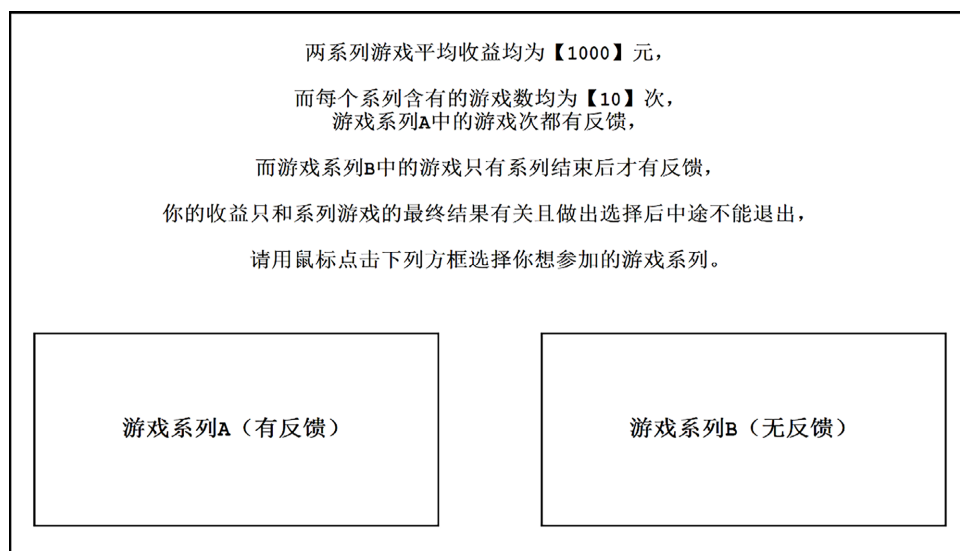 两系列游戏平均收益均为【1000】元，
而每个系列含有的游戏数均为【10】次，
游戏系列A中的游戏次都有反馈，
而游戏系列B中的游戏只有系列结束后才有反馈，
你的收益只和系列游戏的最终结果有关且做出选择后中途不能退出，
请用鼠标点击下列方框选择你想参加的游戏系列。
游戏系列A（有反馈）
游戏系列B（无反馈）